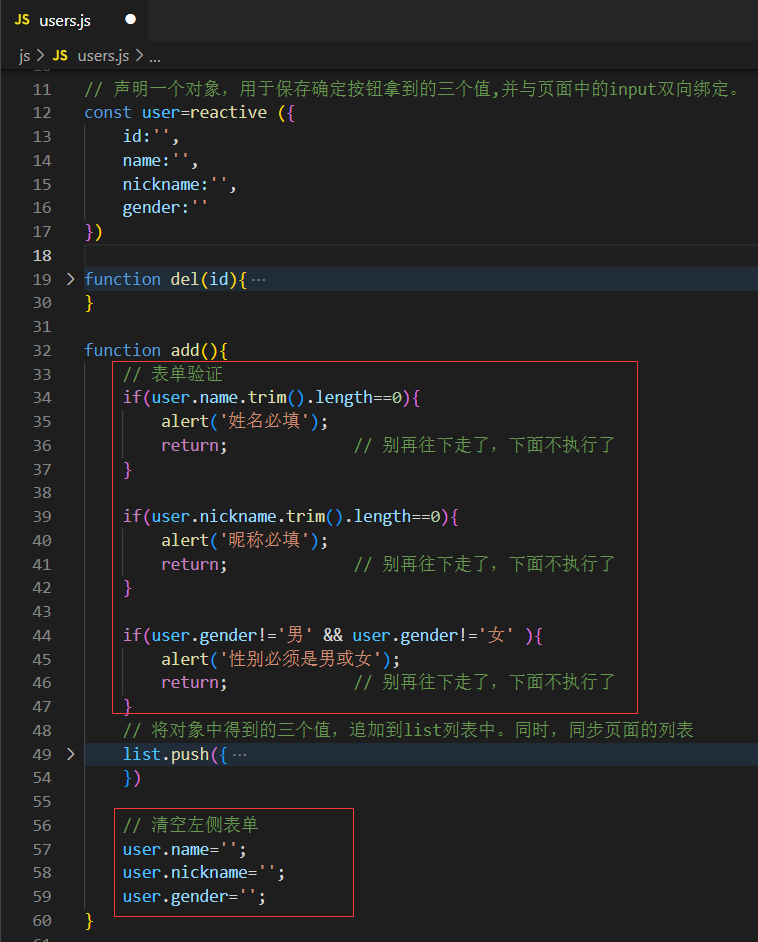 JS users.js
js > JS users.js > ...
11 // 声明一个对象，用于保存确定按钮拿到的三个值,并与页面中的input双向绑定。
12 const user=reactive ({
13 id:'',
14 name:'',
15 nickname:'',
16 gender:''
17 })
18
19 function del(id){ ...
30 }
31
32 function add(){
33 // 表单验证
34 if(user.name.trim().length==0){
35 alert('姓名必填');
36 return; // 别再往下走了，下面不执行了
37 }
38
39 if(user.nickname.trim().length==0){
40 alert('昵称必填');
41 return; // 别再往下走了，下面不执行了
42 }
43
44 if(user.gender!='男' && user.gender!='女' ){
45 alert('性别必须是男或女');
46 return; // 别再往下走了，下面不执行了
47 }
48 // 将对象中得到的三个值，追加到list列表中。同时，同步页面的列表
49 list.push({ ...
54 })
55
56 // 清空左侧表单
57 user.name='';
58 user.nickname='';
59 user.gender='';
60 }